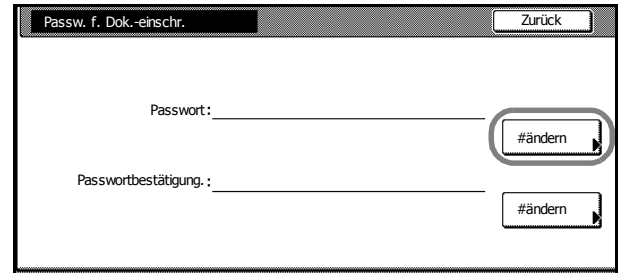 Passw. f. Dok.-einschr. Zurück
Passwort:
#ändern
Passwortbestätigung. :
#ändern